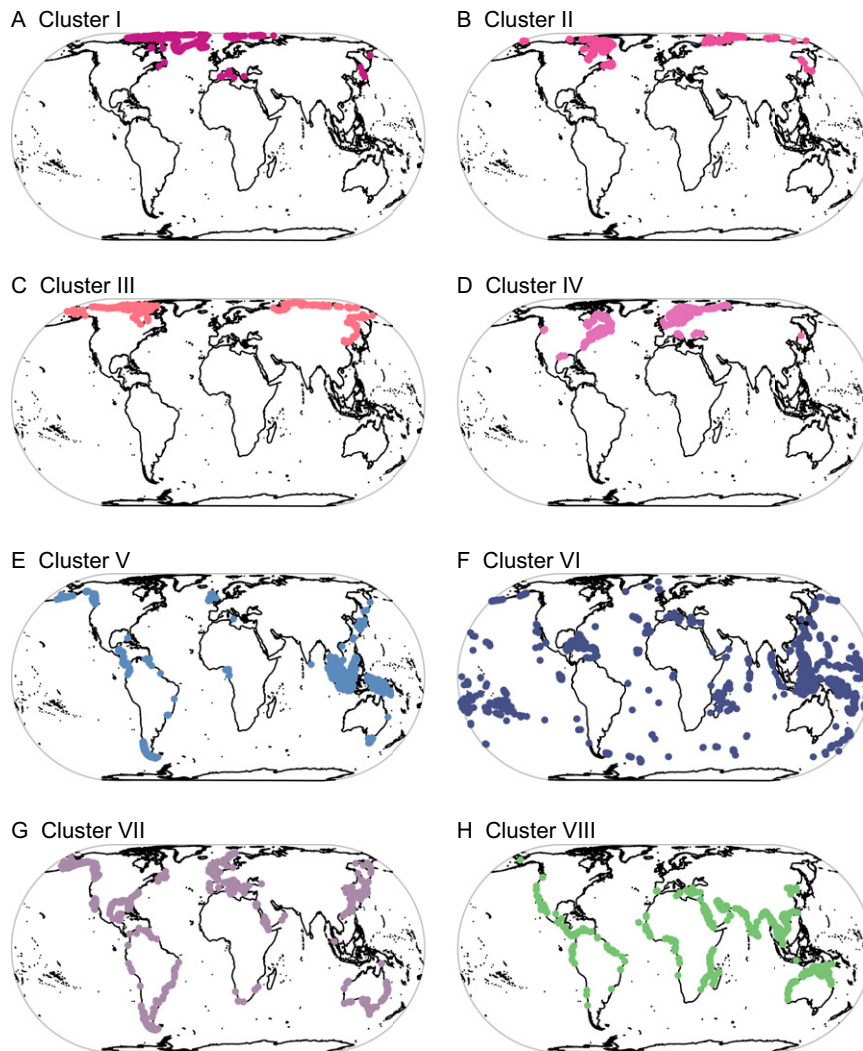 A Cluster I
B Cluster II
C Cluster III
D Cluster IV
E Cluster V
F Cluster VI
G Cluster VII
H Cluster VIII